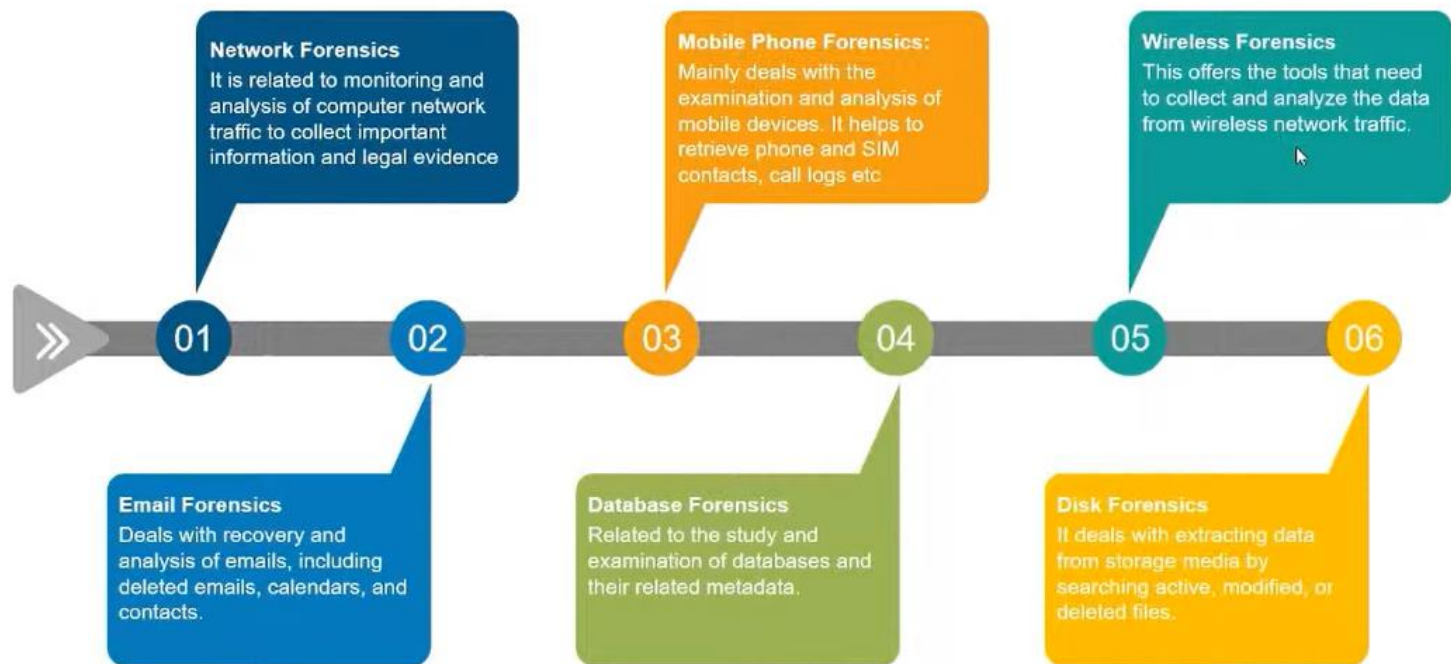 Network Forensics
It is related to monitoring and
analysis of computer network
traffic to collect important
information and legal evidence
Mobile Phone Forensics:
Mainly deals with the
examination and analysis of
mobile devices. It helps to
retrieve phone and SIM
contacts, call logs etc
Wireless Forensics
This offers the tools that need
to collect and analyze the data
from wireless network traffic.
01
02
03
04
05
06
Email Forensics
Deals with recovery and
analysis of emails, including
deleted emails, calendars, and
contacts.
Database Forensics
Related to the study and
examination of databases and
their related metadata.
Disk Forensics
It deals with extracting data
from storage media by
searching active, modified, or
deleted files.